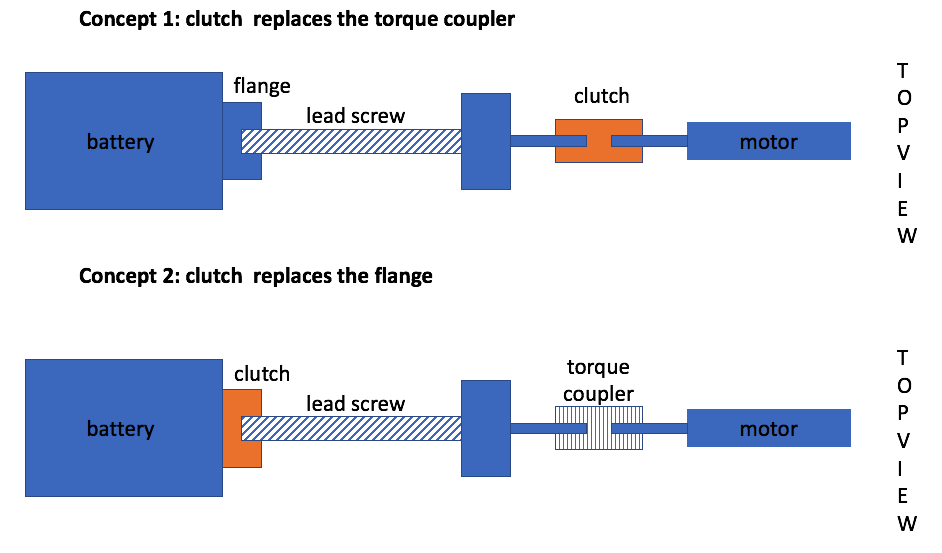 Concept 1: clutch  replaces the torque coupler
flange
lead screw
clutch
battery
motor
T
O
P
V
I
E
W
Concept 2: clutch  replaces the flange
clutch
lead screw
torque
coupler
battery
motor
T
O
P
V
I
E
W